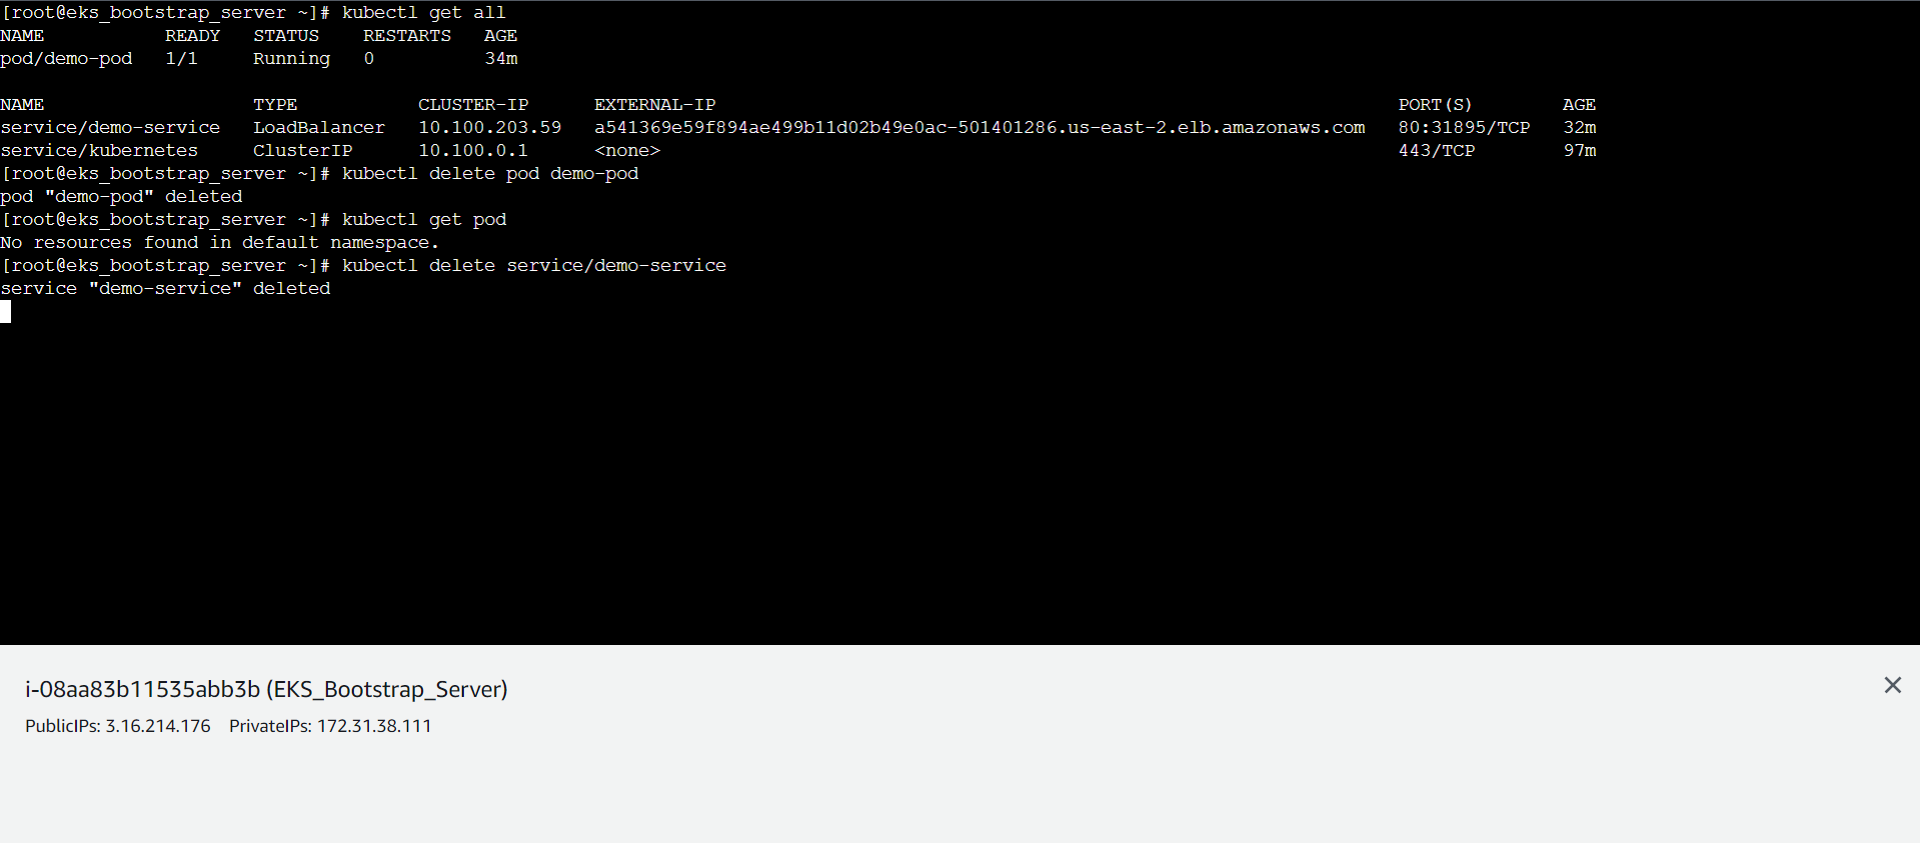 [root@eks_bootstrap_server ~]# kubectl get all
NAME READY STATUS RESTARTS AGE
pod/demo-pod 1/1 Running 0 34m
NAME TYPE CLUSTER-IP EXTERNAL-IP PORT(S) AGE
service/demo-service LoadBalancer 10.100.203.59 a541369e59f894ae499b11d02b49e0ac-501401286.us-east-2.elb.amazonaws.com 80:31895/TCP 32m
service/kubernetes ClusterIP 10.100.0.1 <none> 443/TCP 97m
[root@eks_bootstrap_server ~]# kubectl delete pod demo-pod
pod "demo-pod" deleted
[root@eks_bootstrap_server ~]# kubectl get pod
No resources found in default namespace.
[root@eks_bootstrap_server ~]# kubectl delete service/demo-service
service "demo-service" deleted
i-08aa83b11535abb3b (EKS_Bootstrap_Server)
PublicIPs: 3.16.214.176 PrivateIPs: 172.31.38.111